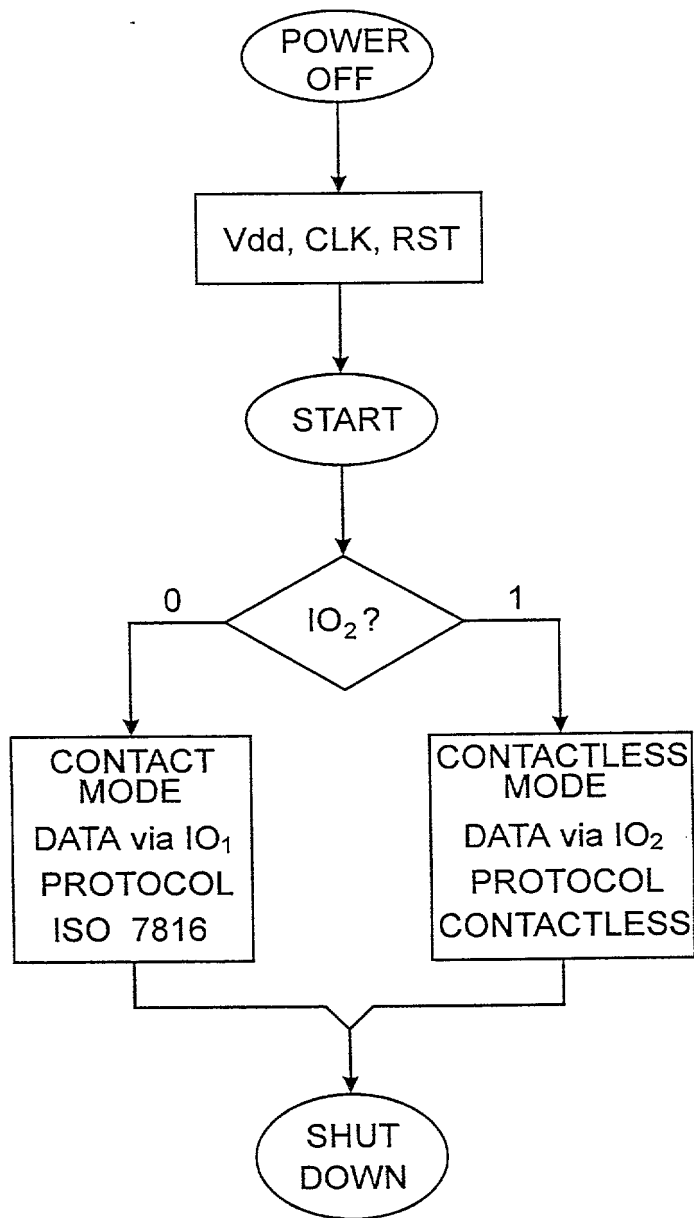 POWER
OFF
Vdd, CLK, RST
START
0
IO₂?
1
CONTACT
MODE
DATA via IO₁
PROTOCOL
ISO 7816
CONTACTLESS
MODE
DATA via IO₂
PROTOCOL
CONTACTLESS
SHUT
DOWN